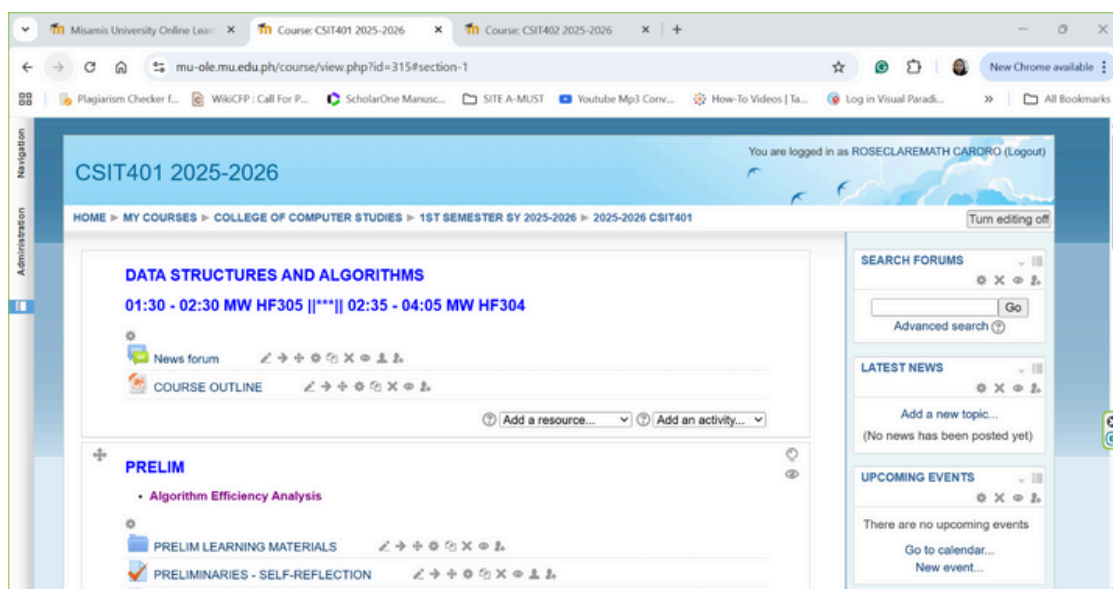 Misamis University Online Lear
Course: CSIT401 2025-2026
Course: CSIT402 2025-2026
mu-ole.mu.edu.ph/course/view.php?id=315#section-1
New Chrome available
Plagiarism Checker f...
WikiCFP : Call For P...
ScholarOne Manusc...
SITE A-MUST
Youtube Mp3 Conv...
How-To Videos | Ta...
Log in Visual Paradi...
All Bookmarks
Navigation
Administration
You are logged in as ROSECLAREMATH CARORO (Logout)
CSIT401 2025-2026
HOME ► MY COURSES ► COLLEGE OF COMPUTER STUDIES ► 1ST SEMESTER SY 2025-2026 ► 2025-2026 CSIT401
Turn editing off
DATA STRUCTURES AND ALGORITHMS
01:30 - 02:30 MW HF305 ||***|| 02:35 - 04:05 MW HF304
News forum
COURSE OUTLINE
Add a resource...
Add an activity...
PRELIM
• Algorithm Efficiency Analysis
PRELIM LEARNING MATERIALS
PRELIMINARIES - SELF-REFLECTION
SEARCH FORUMS
Go
Advanced search
LATEST NEWS
Add a new topic...
(No news has been posted yet)
UPCOMING EVENTS
There are no upcoming events
Go to calendar...
New event...